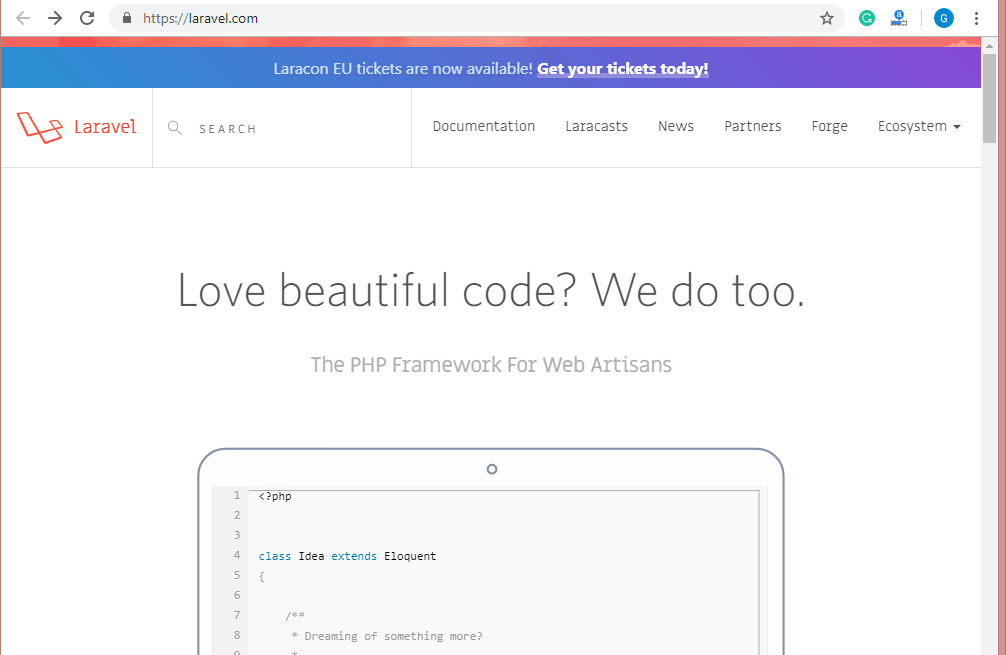 https://laravel.com
G
G
Laracon EU tickets are now available! Get your tickets today!
Laravel
SEARCH
Documentation Laracasts News Partners Forge Ecosystem
Love beautiful code? We do too.
The PHP Framework For Web Artisans
1 <?php
2
3
4 class Idea extends Eloquent
5 {
6
7 /**
8 * Dreaming of something more?
9 *